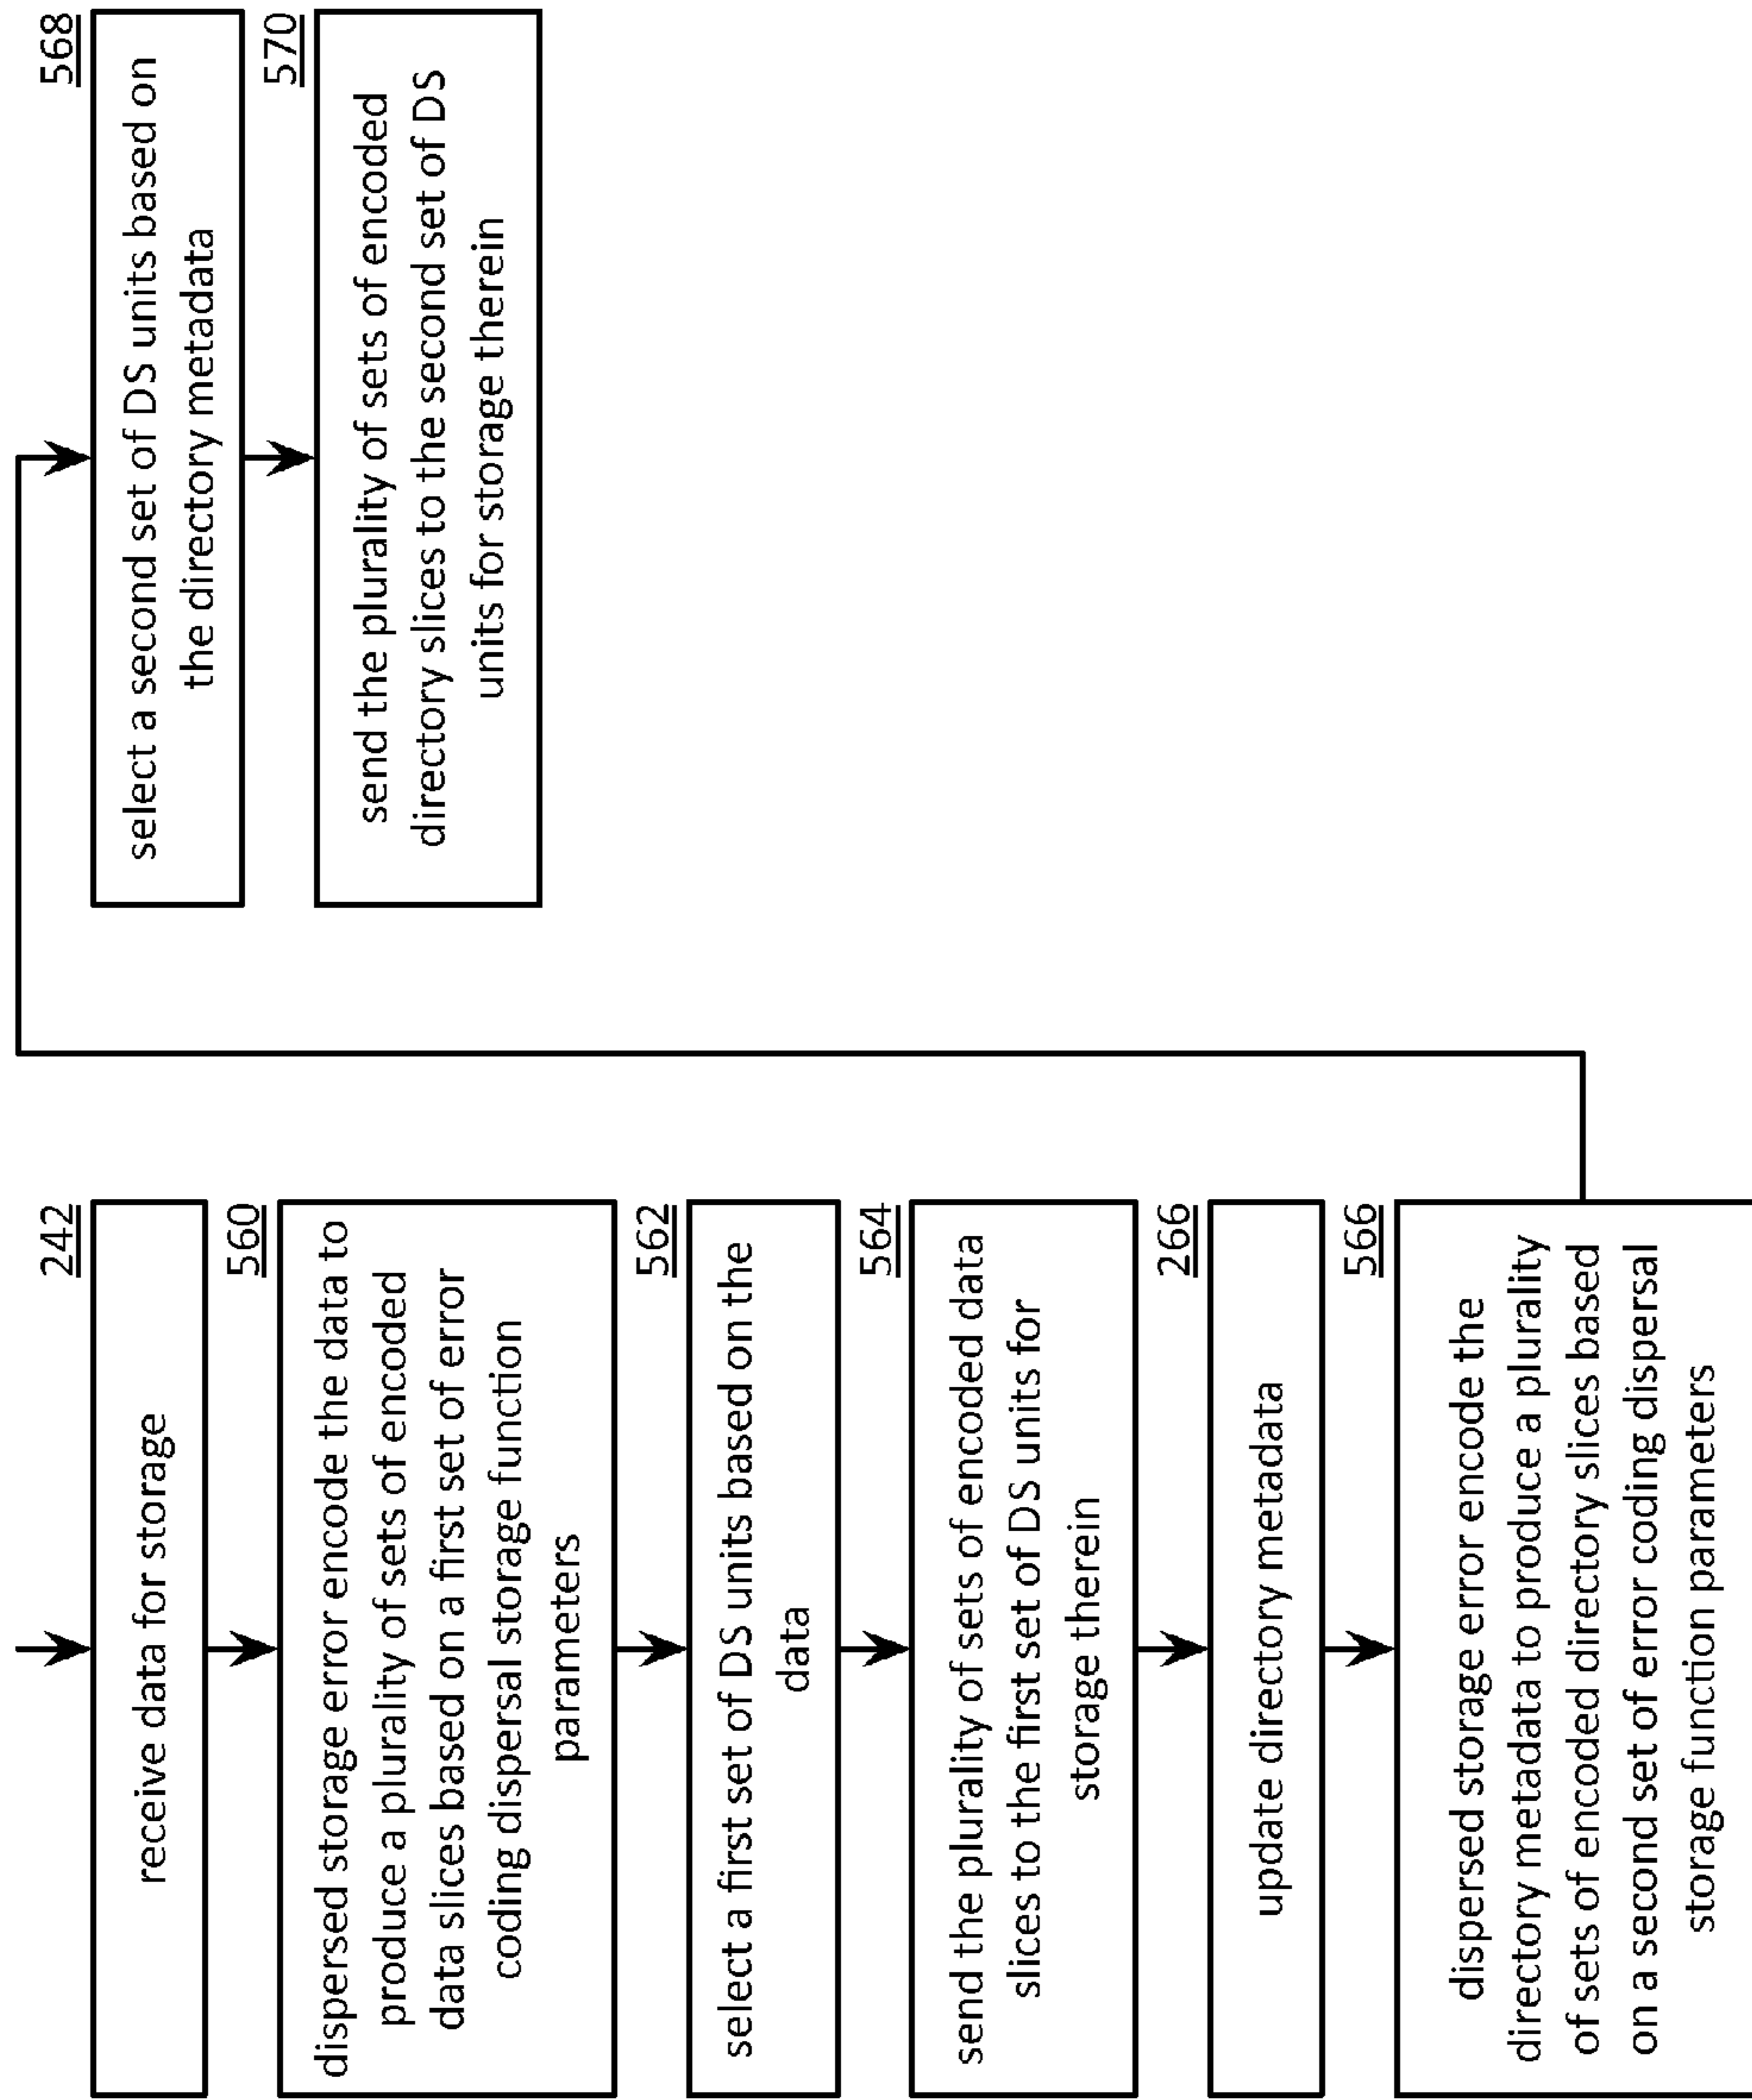 242
receive data for storage
560
dispersed storage error encode the data to
produce a plurality of sets of encoded
data slices based on a first set of error
coding dispersal storage function
parameters
562
select a first set of DS units based on the
data
564
send the plurality of sets of encoded data
slices to the first set of DS units for
storage therein
266
update directory metadata
566
dispersed storage error encode the
directory metadata to produce a plurality
of sets of encoded directory slices based
on a second set of error coding dispersal
storage function parameters
568
select a second set of DS units based on
the directory metadata
570
send the plurality of sets of encoded
directory slices to the second set of DS
units for storage therein